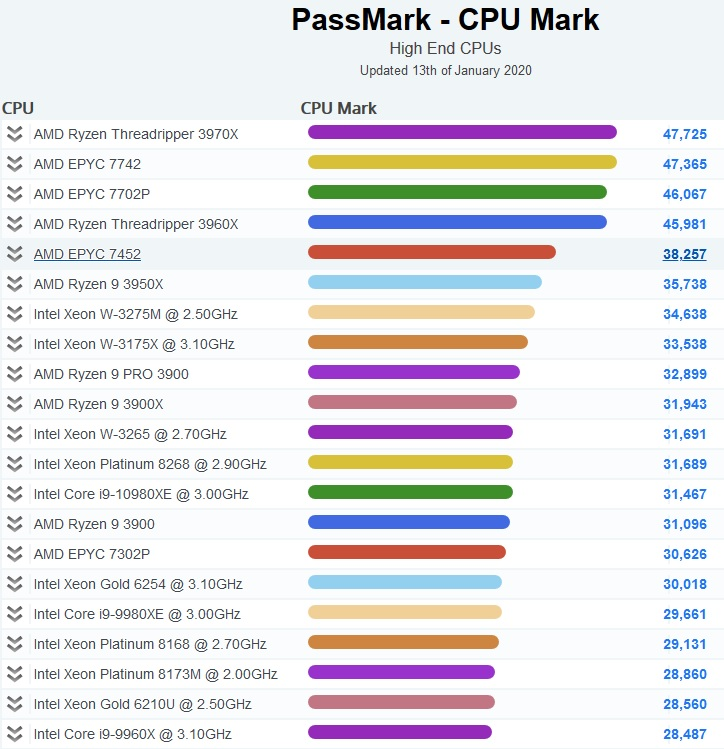 PassMark - CPU Mark
High End CPUs
Updated 13th of January 2020
CPU CPU Mark
AMD Ryzen Threadripper 3970X 47,725
AMD EPYC 7742 47,365
AMD EPYC 7702P 46,067
AMD Ryzen Threadripper 3960X 45,981
AMD EPYC 7452 38,257
AMD Ryzen 9 3950X 35,738
Intel Xeon W-3275M @ 2.50GHz 34,638
Intel Xeon W-3175X @ 3.10GHz 33,538
AMD Ryzen 9 PRO 3900 32,899
AMD Ryzen 9 3900X 31,943
Intel Xeon W-3265 @ 2.70GHz 31,691
Intel Xeon Platinum 8268 @ 2.90GHz 31,689
Intel Core i9-10980XE @ 3.00GHz 31,467
AMD Ryzen 9 3900 31,096
AMD EPYC 7302P 30,626
Intel Xeon Gold 6254 @ 3.10GHz 30,018
Intel Core i9-9980XE @ 3.00GHz 29,661
Intel Xeon Platinum 8168 @ 2.70GHz 29,131
Intel Xeon Platinum 8173M @ 2.00GHz 28,860
Intel Xeon Gold 6210U @ 2.50GHz 28,560
Intel Core i9-9960X @ 3.10GHz 28,487